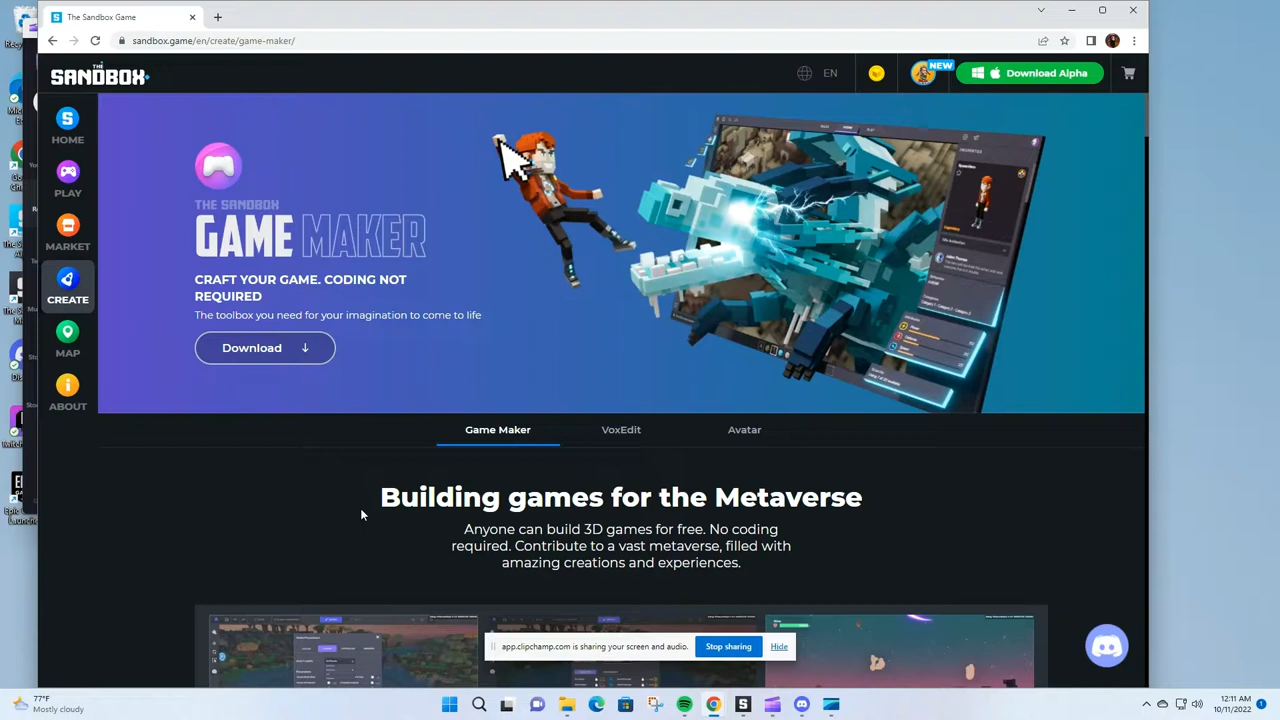 The Sandbox Game
sandbox.game/en/create/game-maker/
THE
SANDBOX
EN
NEW
Download Alpha
HOME
PLAY
MARKET
CREATE
MAP
ABOUT
THE SANDBOX
GAME MAKER
CRAFT YOUR GAME. CODING NOT
REQUIRED
The toolbox you need for your imagination to come to life
Download
Game Maker
VoxEdit
Avatar
Building games for the Metaverse
Anyone can build 3D games for free. No coding
required. Contribute to a vast metaverse, filled with
amazing creations and experiences.
app.clipchamp.com is sharing your screen and audio.
Stop sharing
Hide
77°F
Mostly cloudy
12:11 AM
10/11/2022